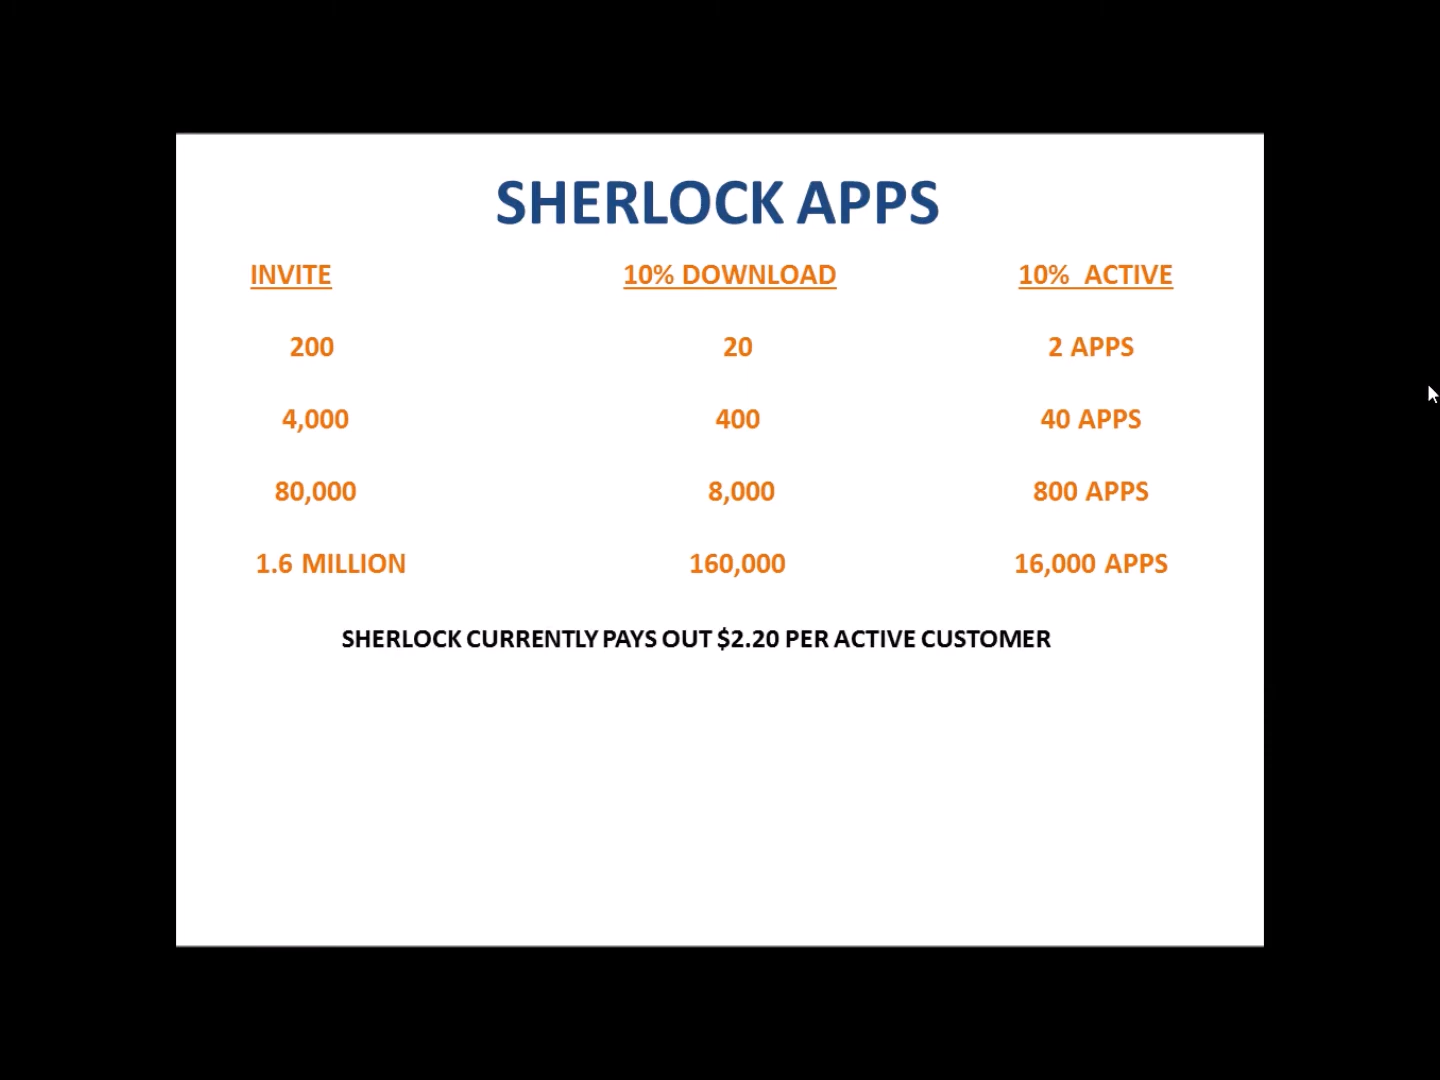 SHERLOCK APPS
INVITE 10% DOWNLOAD 10% ACTIVE
200 20 2 APPS
4,000 400 40 APPS
80,000 8,000 800 APPS
1.6 MILLION 160,000 16,000 APPS
SHERLOCK CURRENTLY PAYS OUT $2.20 PER ACTIVE CUSTOMER